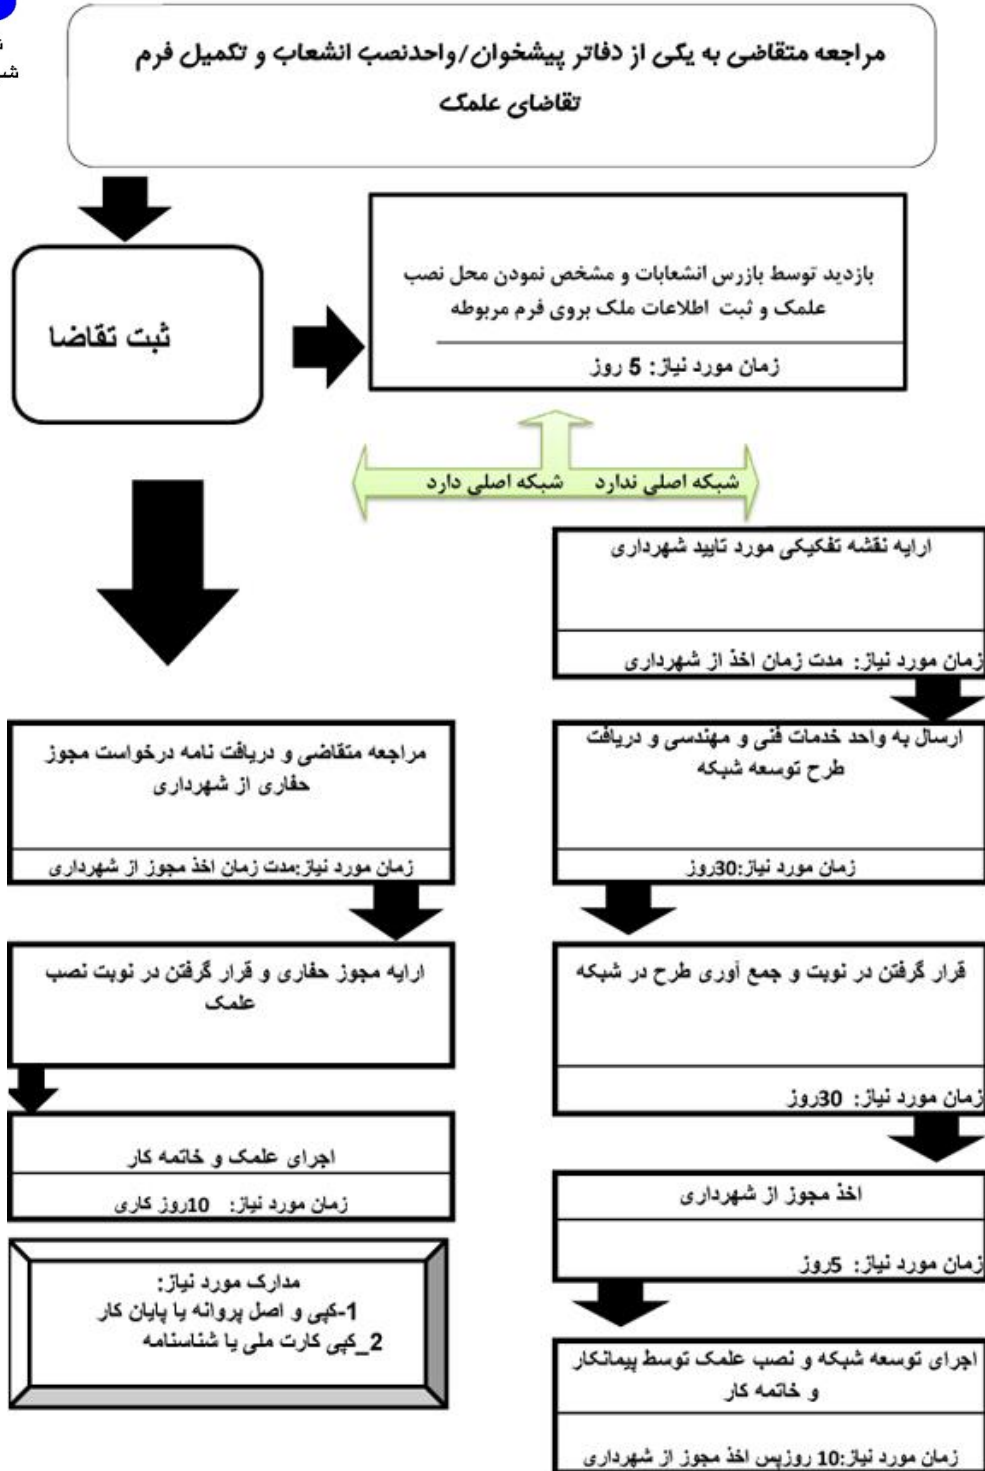 مراجعه متقاضی به یکی از دفاتر پیشخوان/واحدنصب انشعاب و تکمیل فرم
تقاضای علمک
ثبت تقاضا
بازدید توسط بازرس انشعابات و مشخص نمودن محل نصب
علمک و ثبت اطلاعات ملک بروی فرم مربوطه
زمان مورد نیاز: 5 روز
شبکه اصلی ندارد
شبکه اصلی دارد
ارایه نقشه تفکیکی مورد تایید شهرداری
زمان مورد نیاز: مدت زمان اخذ از شهرداری
ارسال به واحد خدمات فنی و مهندسی و دریافت
طرح توسعه شبکه
زمان مورد نیاز:30روز
قرار گرفتن در نوبت و جمع آوری طرح در شبکه
زمان مورد نیاز: 30روز
اخذ مجوز از شهرداری
زمان مورد نیاز: 5روز
اجرای توسعه شبکه و نصب علمک توسط پیمانکار
و خاتمه کار
زمان مورد نیاز:10 روزپس اخذ مجوز از شهرداری
مراجعه متقاضی و دریافت نامه درخواست مجوز
حفاری از شهرداری
زمان مورد نیاز:مدت زمان اخذ مجوز از شهرداری
ارایه مجوز حفاری و قرار گرفتن در نوبت نصب
علمک
اجرای علمک و خاتمه کار
زمان مورد نیاز: 10روز کاری
مدارک مورد نیاز:
1-کپی و اصل پروانه یا پایان کار
2_کپی کارت ملی یا شناسنامه